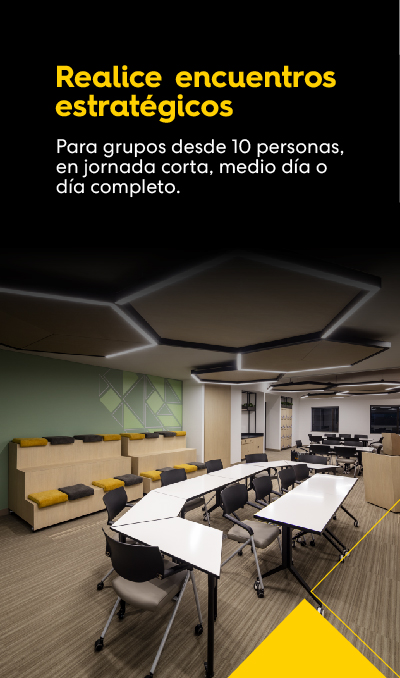 Realice encuentros
estratégicos
Para grupos desde 10 personas,
en jornada corta, medio día o
día completo.